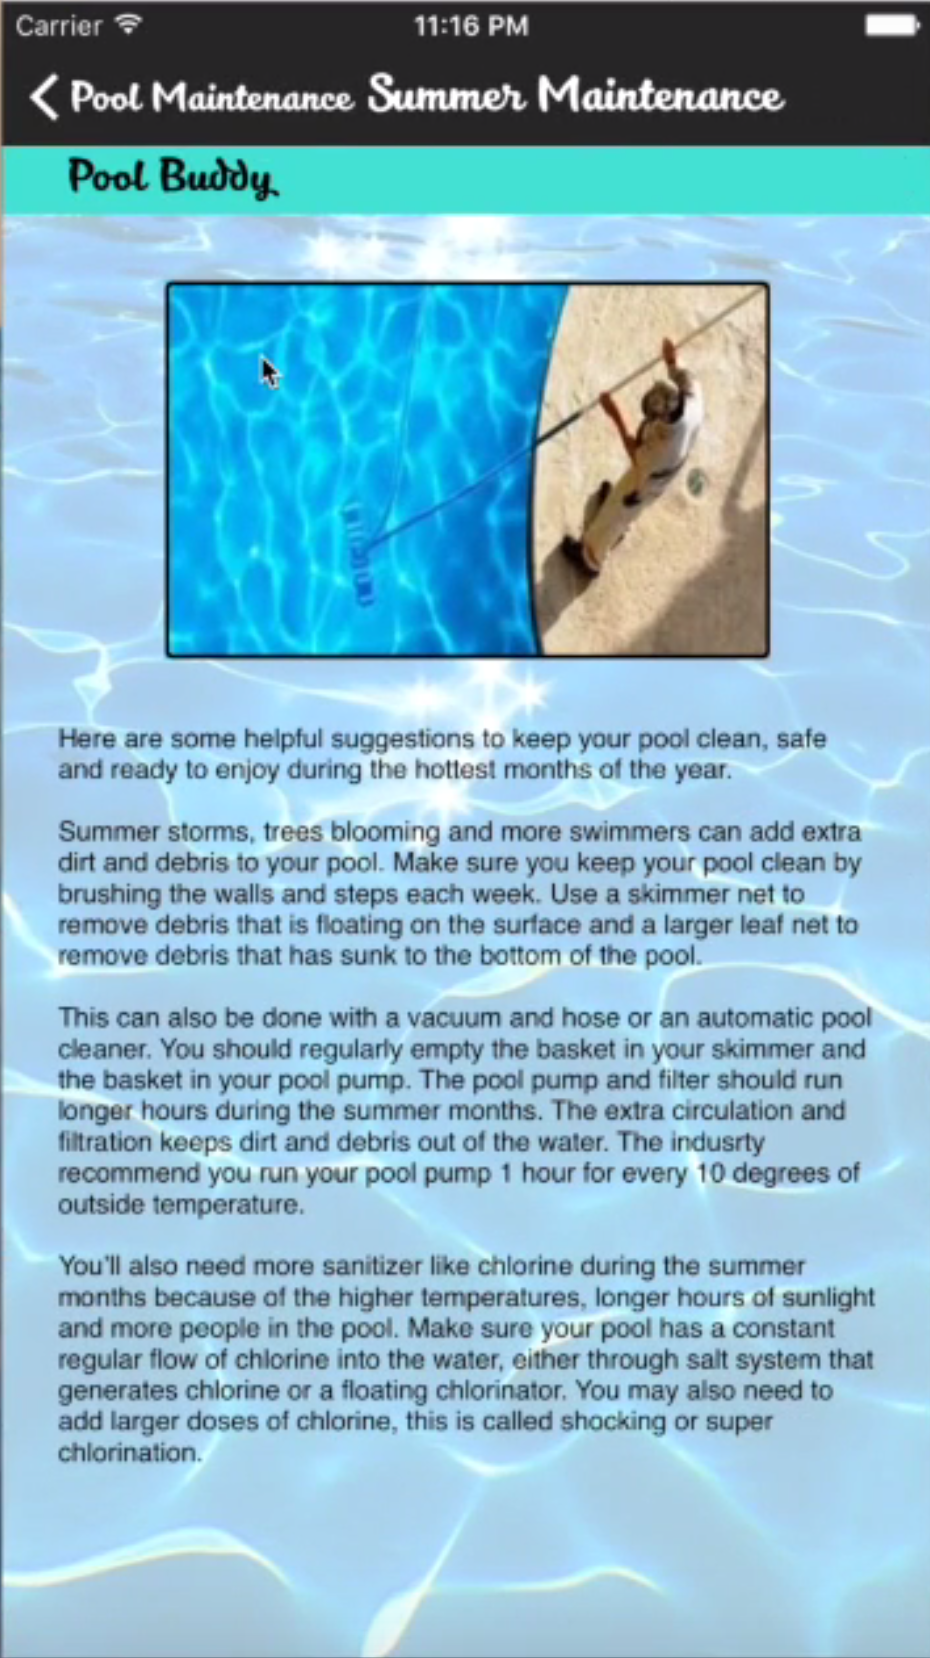 Carrier 11:16 PM
Pool Maintenance Summer Maintenance
Pool Buddy
Here are some helpful suggestions to keep your pool clean, safe
and ready to enjoy during the hottest months of the year.
Summer storms, trees blooming and more swimmers can add extra
dirt and debris to your pool. Make sure you keep your pool clean by
brushing the walls and steps each week. Use a skimmer net to
remove debris that is floating on the surface and a larger leaf net to
remove debris that has sunk to the bottom of the pool.
This can also be done with a vacuum and hose or an automatic pool
cleaner. You should regularly empty the basket in your skimmer and
the basket in your pool pump. The pool pump and filter should run
longer hours during the summer months. The extra circulation and
filtration keeps dirt and debris out of the water. The indusrty
recommend you run your pool pump 1 hour for every 10 degrees of
outside temperature.
You'll also need more sanitizer like chlorine during the summer
months because of the higher temperatures, longer hours of sunlight
and more people in the pool. Make sure your pool has a constant
regular flow of chlorine into the water, either through salt system that
generates chlorine or a floating chlorinator. You may also need to
add larger doses of chlorine, this is called shocking or super
chlorination.